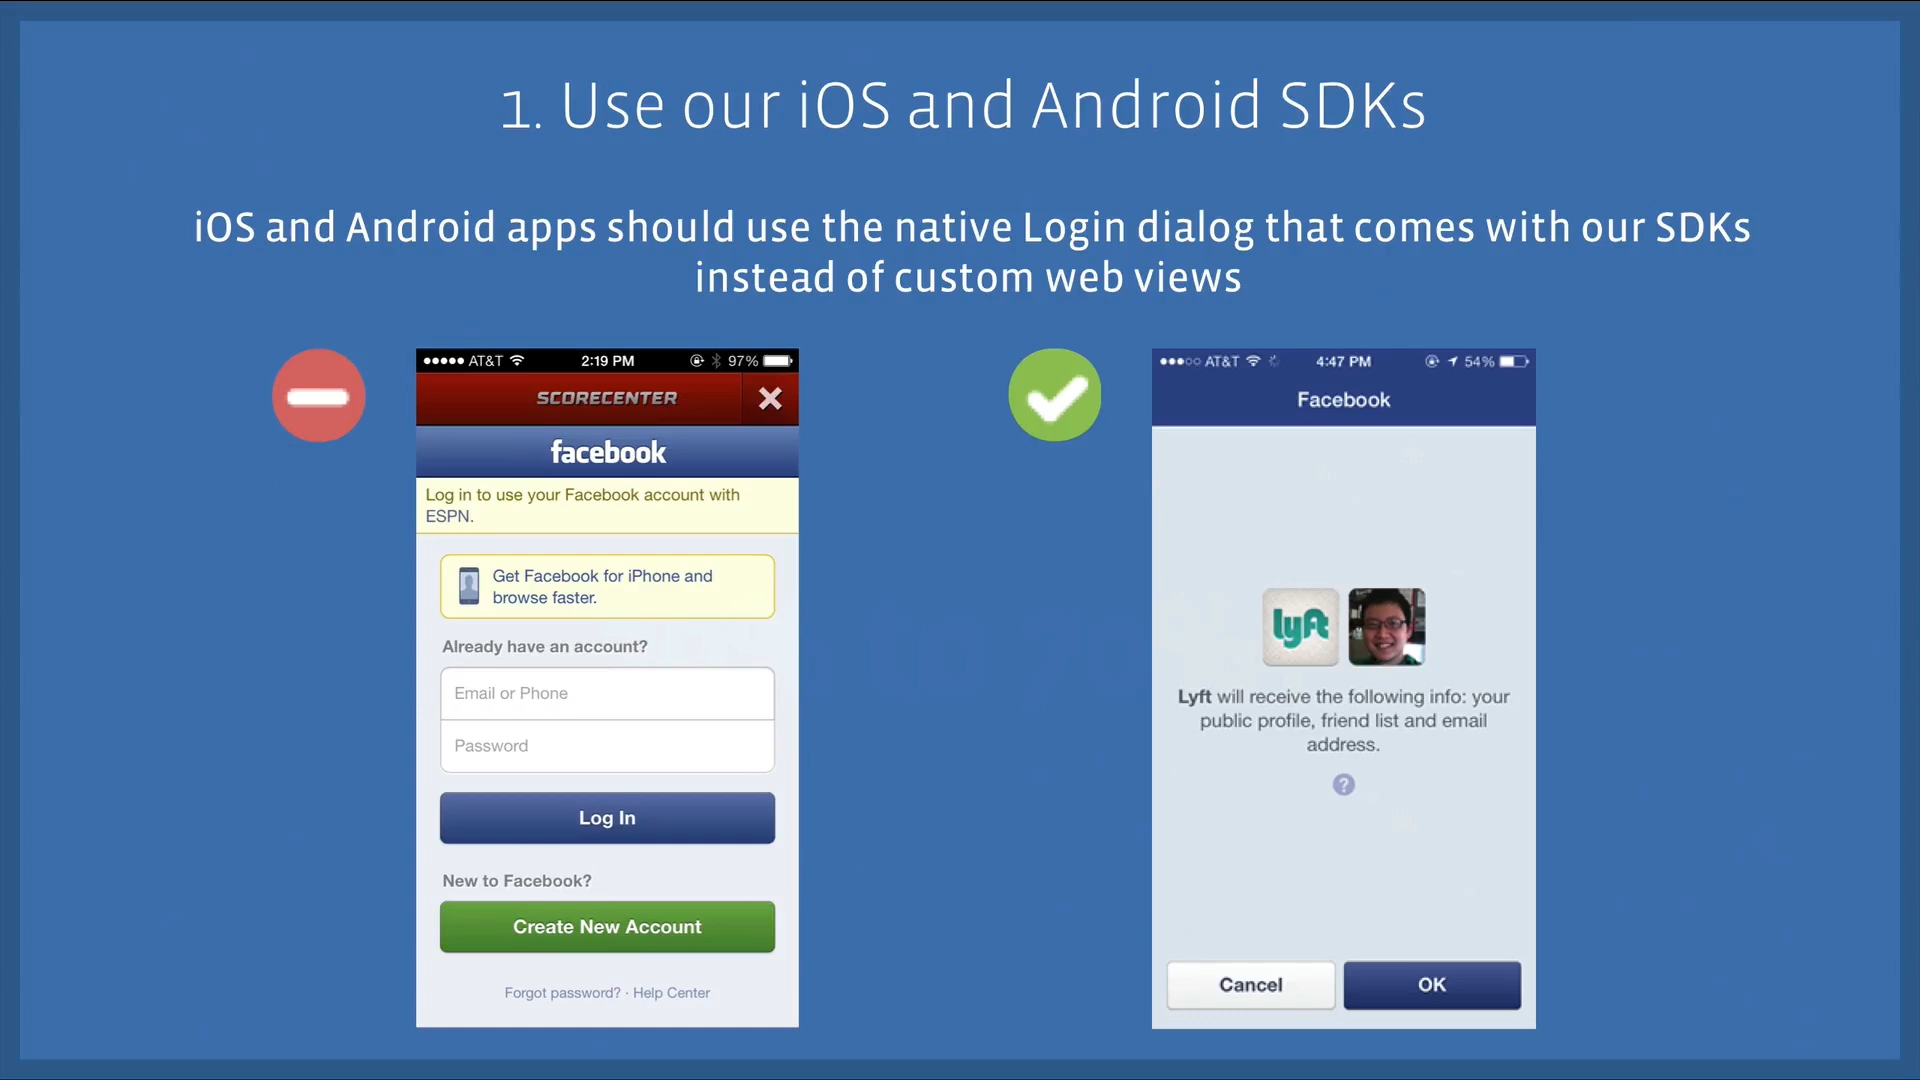 1. Use our iOS and Android SDKs
iOS and Android apps should use the native Login dialog that comes with our SDKs
instead of custom web views
AT&T 2:19 PM 97%
SCORECENTER
facebook
Log in to use your Facebook account with
ESPN.
Get Facebook for iPhone and
browse faster.
Already have an account?
Email or Phone
Password
Log In
New to Facebook?
Create New Account
Forgot password? · Help Center
AT&T 4:47 PM 54%
Facebook
lyft
Lyft will receive the following info: your
public profile, friend list and email
address.
?
Cancel OK